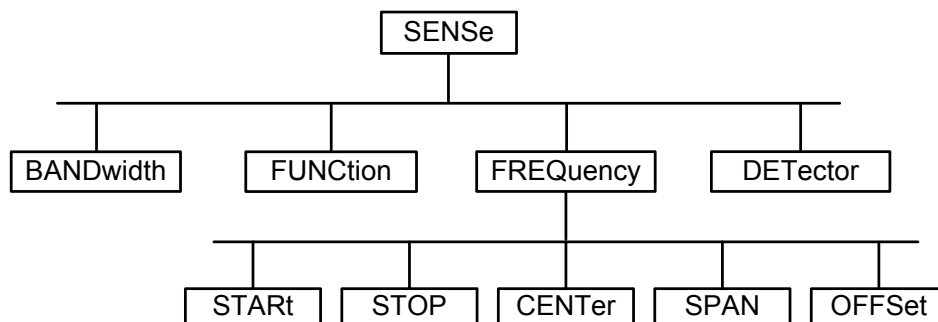 SENSe
BANDwidth
FUNCtion
FREQuency
DETector
STARt
STOP
CENTer
SPAN
OFFSet